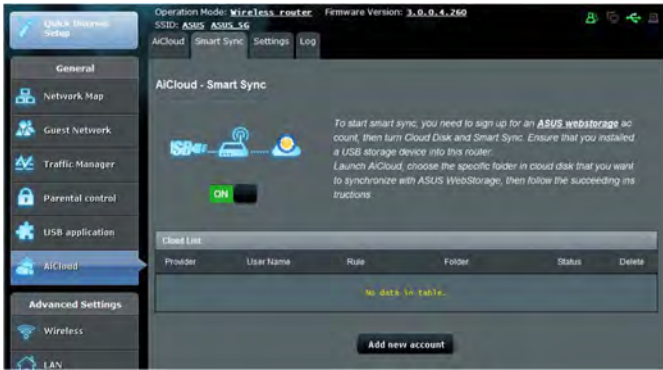 Quick Internet
Setup
Operation Mode: Wireless router Firmware Version: 3.0.0.4.260
SSID: ASUS ASUS_5G
AiCloud Smart Sync Settings Log
General
Network Map
Guest Network
Traffic Manager
Parental control
USB application
AiCloud
Advanced Settings
Wireless
LAN
AiCloud - Smart Sync
To start smart sync, you need to sign up for an ASUS webstorage ac
count, then turn Cloud Disk and Smart Sync. Ensure that you installed
a USB storage device into this router.
Launch AiCloud, choose the specific folder in cloud disk that you want
to synchronize with ASUS WebStorage, then follow the succeeding ins
tructions
USB
ON
Cloud List
Provider User Name Rule Folder Status Delete
No data in table.
Add new account